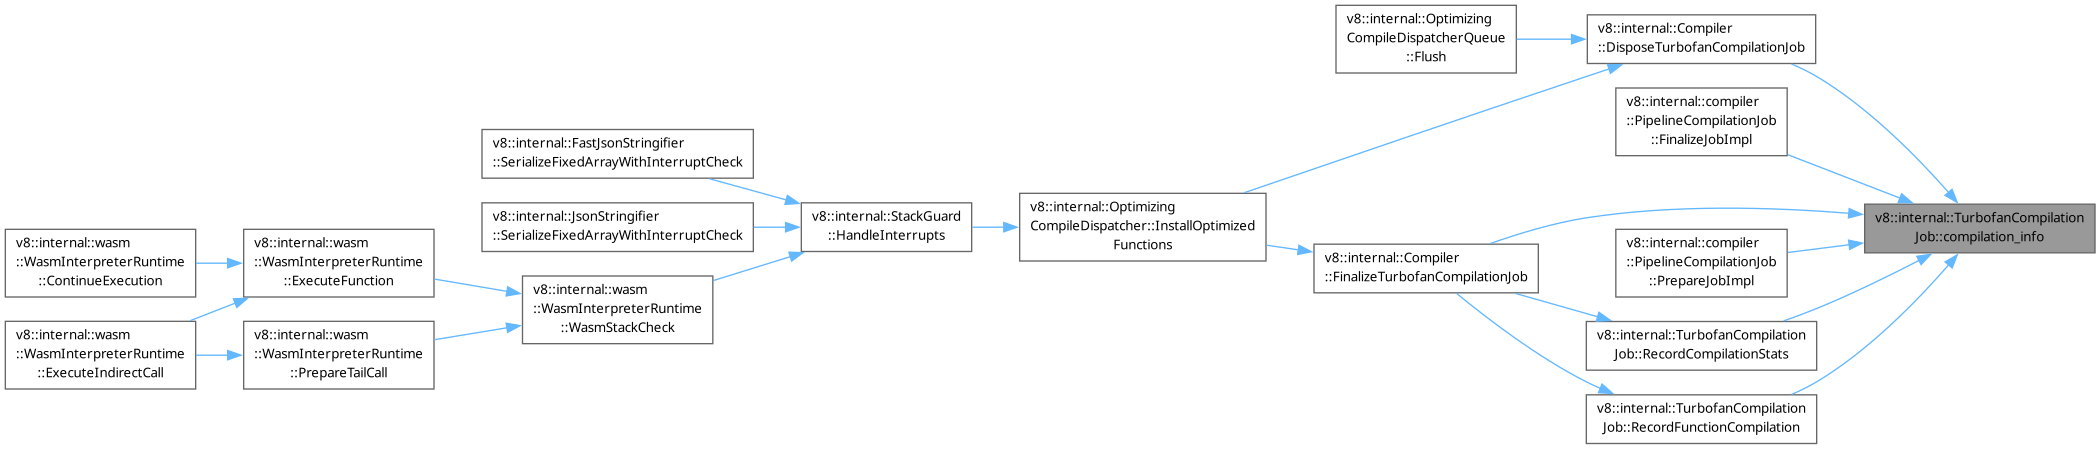 v8::internal::wasm
::WasmInterpreterRuntime
::ContinueExecution
v8::internal::wasm
::WasmInterpreterRuntime
::ExecuteIndirectCall
v8::internal::wasm
::WasmInterpreterRuntime
::ExecuteFunction
v8::internal::wasm
::WasmInterpreterRuntime
::PrepareTailCall
v8::internal::FastJsonStringifier
::SerializeFixedArrayWithInterruptCheck
v8::internal::JsonStringifier
::SerializeFixedArrayWithInterruptCheck
v8::internal::wasm
::WasmInterpreterRuntime
::WasmStackCheck
v8::internal::StackGuard
::HandleInterrupts
v8::internal::Optimizing
CompileDispatcher::InstallOptimized
Functions
v8::internal::Optimizing
CompileDispatcherQueue
::Flush
v8::internal::Compiler
::FinalizeTurbofanCompilationJob
v8::internal::Compiler
::DisposeTurbofanCompilationJob
v8::internal::compiler
::PipelineCompilationJob
::FinalizeJobImpl
v8::internal::compiler
::PipelineCompilationJob
::PrepareJobImpl
v8::internal::TurbofanCompilation
Job::RecordCompilationStats
v8::internal::TurbofanCompilation
Job::RecordFunctionCompilation
v8::internal::TurbofanCompilation
Job::compilation_info